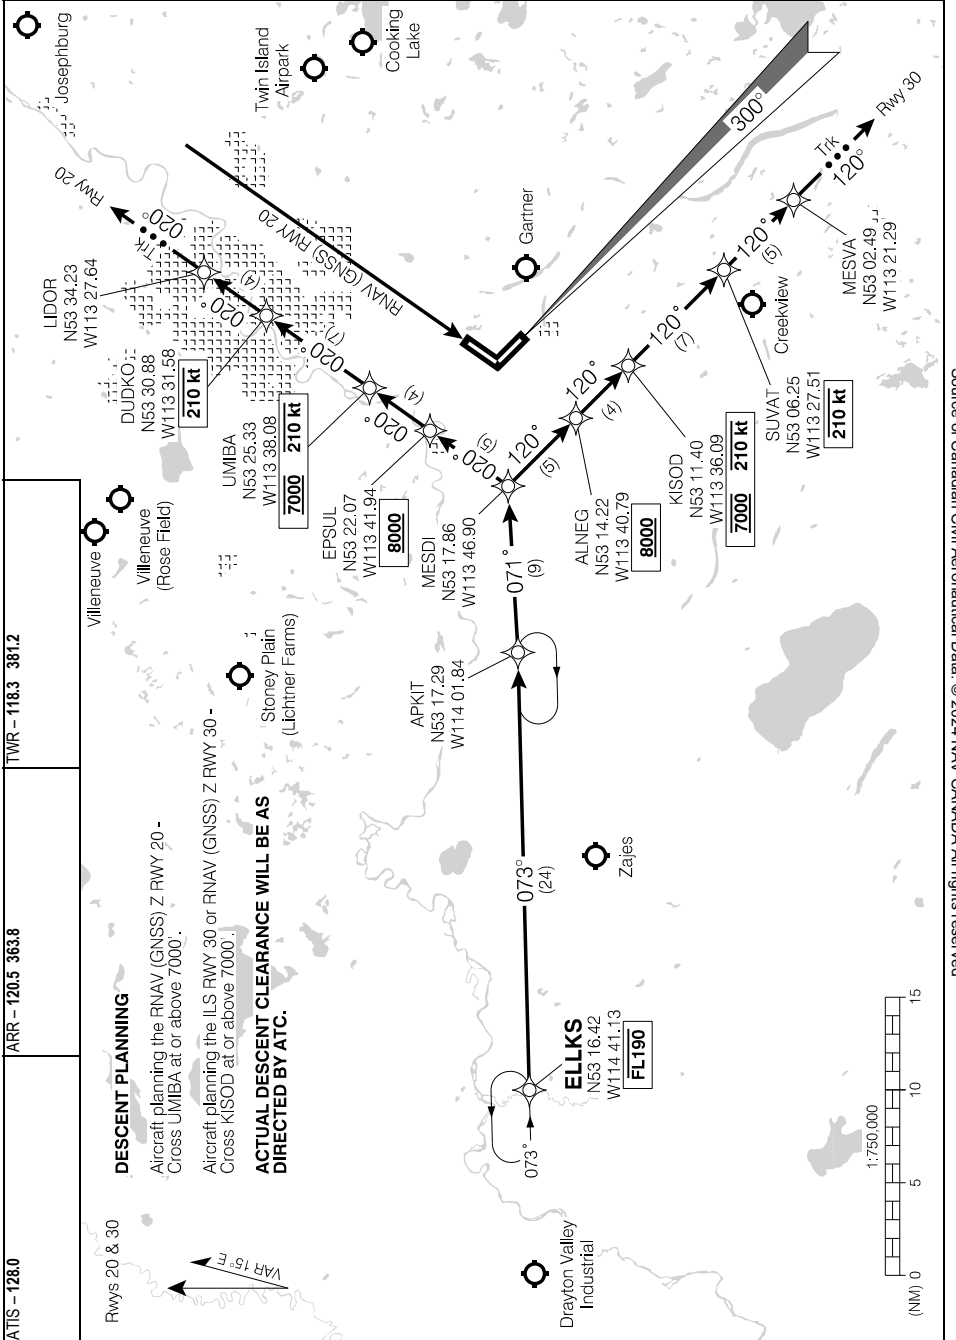 ATIS – 128.0
ARR – 120.5 363.8
TWR – 118.3 381.2
Rwys 20 & 30
VAR 15° E
DESCENT PLANNING
Aircraft planning the RNAV (GNSS) Z RWY 20 -
Cross UMIBA at or above 7000'.
Aircraft planning the ILS RWY 30 or RNAV (GNSS) Z RWY 30 -
Cross KISOD at or above 7000'.
ACTUAL DESCENT CLEARANCE WILL BE AS
DIRECTED BY ATC.
Villeneuve
Villeneuve
(Rose Field)
Stoney Plain
(Lichtner Farms)
Josephburg
Twin Island
Airpark
Cooking
Lake
Gartner
Creekview
Zajes
Drayton Valley
Industrial
LIDOR
N53 34.23
W113 27.64
DUDKO
N53 30.88
W113 31.58
210 kt
UMIBA
N53 25.33
W113 38.08
7000 210 kt
EPSUL
N53 22.07
W113 41.94
8000
MESDI
N53 17.86
W113 46.90
APKIT
N53 17.29
W114 01.84
ELLKS
N53 16.42
W114 41.13
FL190
ALNEG
N53 14.22
W113 40.79
8000
KISOD
N53 11.40
W113 36.09
7000 210 kt
SUVAT
N53 06.25
W113 27.51
210 kt
MESVA
N53 02.49
W113 21.29
073°
073°
(24)
071°
(9)
020°
(5)
020°
(4)
020°
(7)
020°
(4)
Trk
020°
Rwy 20
RNAV (GNSS) RWY 20
120°
(5)
120°
(4)
120°
(7)
120°
(5)
Trk
120°
Rwy 30
300°
1:750,000
(NM) 0
5
10
15
Source of Canadian Civil Aeronautical Data: © 2024 NAV CANADA All rights reserved